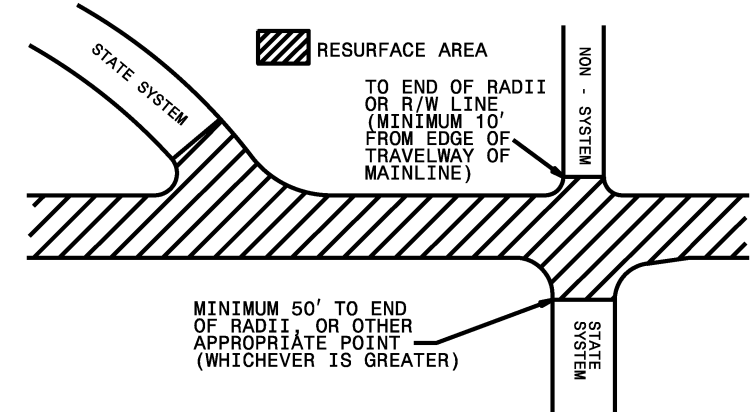 STATE SYSTEM
RESURFACE AREA
TO END OF RADII
OR R/W LINE
(MINIMUM 10'
FROM EDGE OF
TRAVELWAY OF
MAINLINE)
NON - SYSTEM
MINIMUM 50' TO END
OF RADII, OR OTHER
APPROPRIATE POINT
(WHICHEVER IS GREATER)
STATE
SYSTEM